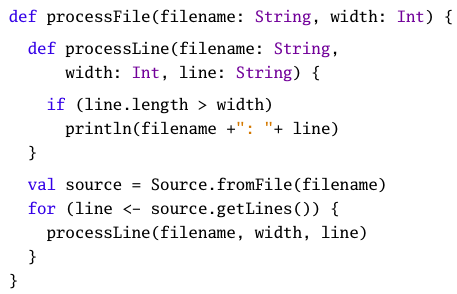 def processFile(filename: String, width: Int) {
  def processLine(filename: String,
      width: Int, line: String) {
    if (line.length > width)
      println(filename +": "+ line)
  }
  val source = Source.fromFile(filename)
  for (line <- source.getLines()) {
    processLine(filename, width, line)
  }
}